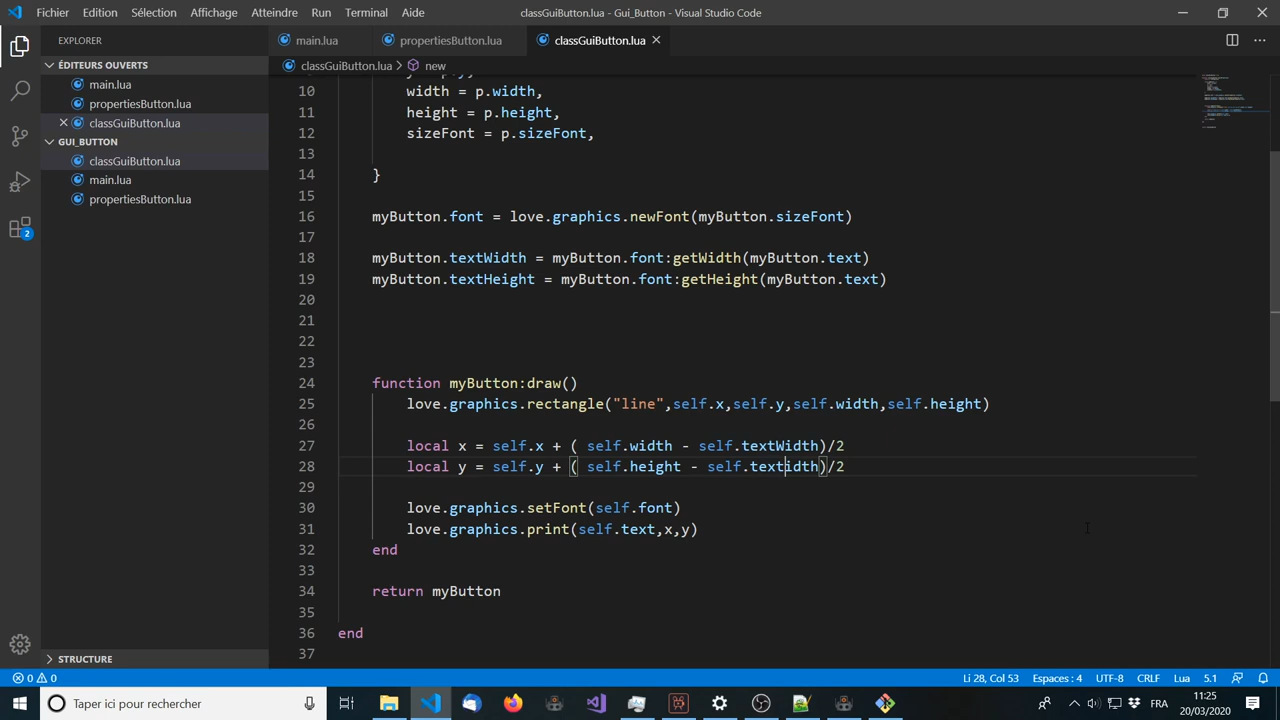 Fichier Edition Sélection Affichage Atteindre Run Terminal Aide classGuiButton.lua - Gui_Button - Visual Studio Code
EXPLORER
main.lua propertiesButton.lua classGuiButton.lua
ÉDITEURS OUVERTS
classGuiButton.lua > new
main.lua
propertiesButton.lua
classGuiButton.lua
GUI_BUTTON
classGuiButton.lua
main.lua
propertiesButton.lua
STRUCTURE
10 width = p.width,
11 height = p.height,
12 sizeFont = p.sizeFont,
13
14 }
15
16 myButton.font = love.graphics.newFont(myButton.sizeFont)
17
18 myButton.textWidth = myButton.font:getWidth(myButton.text)
19 myButton.textHeight = myButton.font:getHeight(myButton.text)
20
21
22
23
24 function myButton:draw()
25 love.graphics.rectangle("line",self.x,self.y,self.width,self.height)
26
27 local x = self.x + ( self.width - self.textWidth)/2
28 local y = self.y + ( self.height - self.textidth)/2
29
30 love.graphics.setFont(self.font)
31 love.graphics.print(self.text,x,y)
32 end
33
34 return myButton
35
36 end
37
2
0 0 Li 28, Col 53 Espaces : 4 UTF-8 CRLF Lua 5.1
Taper ici pour rechercher FRA 11:25
20/03/2020